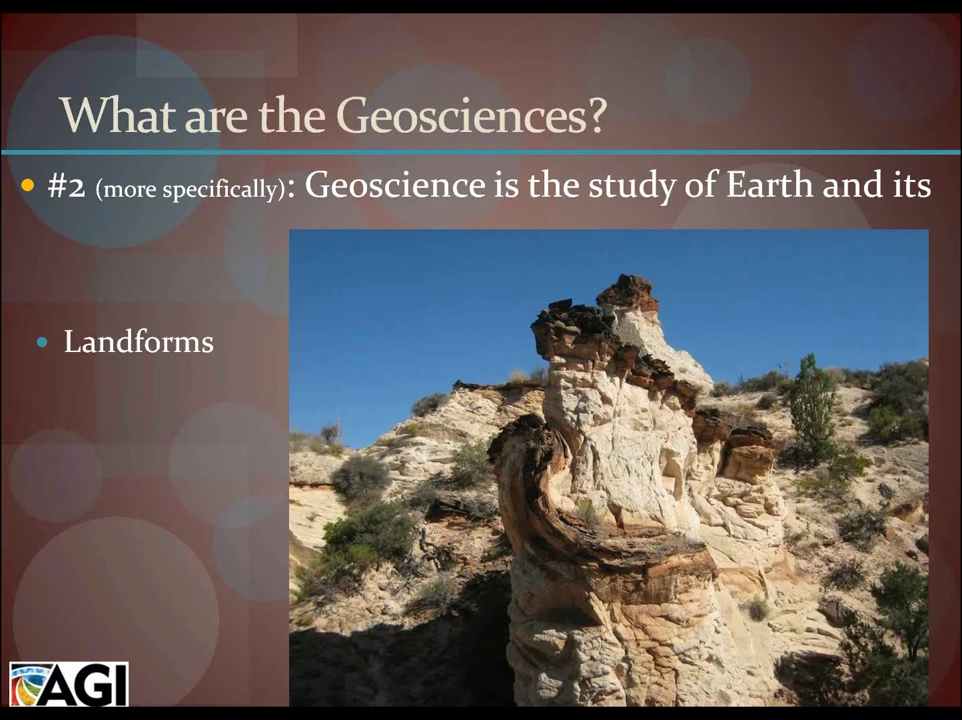 What are the Geosciences?
#2 (more specifically): Geoscience is the study of Earth and its
Landforms
AGI